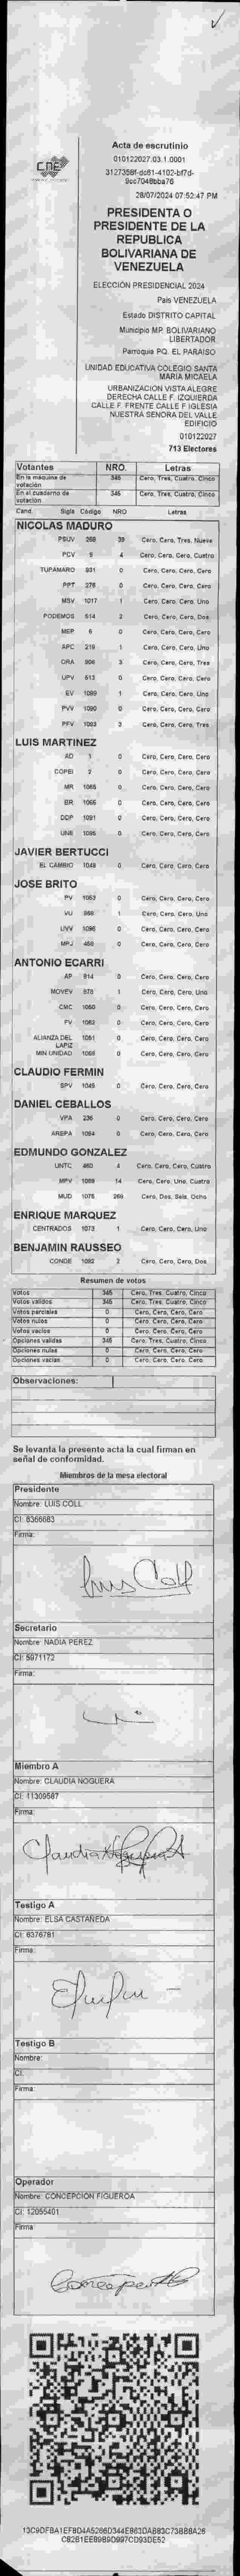 CNE
Acta de escrutinio
010122027.03.1.0001
28/07/2024 07:52:47 PM
PRESIDENTA O
PRESIDENTE DE LA
REPUBLICA
BOLIVARIANA DE
VENEZUELA
ELECCIÓN PRESIDENCIAL 2024
País VENEZUELA
Estado DISTRITO CAPITAL
Municipio MP. BOLIVARIANO
LIBERTADOR
Parroquia PQ. EL PARAISO
UNIDAD EDUCATIVA COLEGIO SANTA
MARIA MICAELA
URBANIZACION VISTA ALEGRE
DERECHA CALLE F. IZQUIERDA
CALLE F. FRENTE CALLE F IGLESIA
NUESTRA SENORA DEL VALLE
EDIFICIO
010122027
713 Electores
Votantes NRO. Letras
En la máquina de votación 345 Cero, Tres, Cuatro, Cinco
En el cuaderno de votación 345 Cero, Tres, Cuatro, Cinco
Cand. Sigla Código NRO Letras
NICOLAS MADURO
PSUV 39 Cero, Cero, Tres, Nueve
PCV 4 Cero, Cero, Cero, Cuatro
TUPAMARO 0 Cero, Cero, Cero, Cero
PPT 0 Cero, Cero, Cero, Cero
MSV 1017 1 Cero, Cero, Cero, Uno
PODEMOS 514 2 Cero, Cero, Cero, Dos
MEP 6 0 Cero, Cero, Cero, Cero
APC 219 1 Cero, Cero, Cero, Uno
ORA 3 Cero, Cero, Cero, Tres
UPV 513 0 Cero, Cero, Cero, Cero
EV 1089 1 Cero, Cero, Cero, Uno
PVV 1090 0 Cero, Cero, Cero, Cero
PFV 1093 3 Cero, Cero, Cero, Tres
LUIS MARTINEZ
AD 1 0 Cero, Cero, Cero, Cero
COPEI 2 0 Cero, Cero, Cero, Cero
MR 1065 0 Cero, Cero, Cero, Cero
BR 1066 0 Cero, Cero, Cero, Cero
DDP 1091 0 Cero, Cero, Cero, Cero
UNE 1095 0 Cero, Cero, Cero, Cero
JAVIER BERTUCCI
EL CAMBIO 1048 0 Cero, Cero, Cero, Cero
JOSE BRITO
PV 1053 0 Cero, Cero, Cero, Cero
VU 1 Cero, Cero, Cero, Uno
UVV 1096 0 Cero, Cero, Cero, Cero
MPJ 0 Cero, Cero, Cero, Cero
ANTONIO ECARRI
AP 814 0 Cero, Cero, Cero, Cero
MOVEV 978 1 Cero, Cero, Cero, Uno
CMC 1050 0 Cero, Cero, Cero, Cero
FV 1062 0 Cero, Cero, Cero, Cero
ALIANZA DEL LAPIZ 1051 0 Cero, Cero, Cero, Cero
MIN UNIDAD 0 Cero, Cero, Cero, Cero
CLAUDIO FERMIN
SPV 1045 0 Cero, Cero, Cero, Cero
DANIEL CEBALLOS
VPA 236 0 Cero, Cero, Cero, Cero
AREPA 1094 0 Cero, Cero, Cero, Cero
EDMUNDO GONZALEZ
UNTC 4 Cero, Cero, Cero, Cuatro
MPV 14 Cero, Cero, Uno, Cuatro
MUD 268 Cero, Dos, Seis, Ocho
ENRIQUE MARQUEZ
CENTRADOS 1073 1 Cero, Cero, Cero, Uno
BENJAMIN RAUSSEO
CONDE 1082 2 Cero, Cero, Cero, Dos
Resumen de votos
Votos 345 Cero, Tres, Cuatro, Cinco
Votos válidos 345 Cero, Tres, Cuatro, Cinco
Votos parciales 0 Cero, Cero, Cero, Cero
Votos nulos 0 Cero, Cero, Cero, Cero
Votos vacíos 0 Cero, Cero, Cero, Cero
Opciones válidas 345 Cero, Tres, Cuatro, Cinco
Opciones nulas 0 Cero, Cero, Cero, Cero
Opciones vacías 0 Cero, Cero, Cero, Cero
Observaciones:
Se levanta la presente acta la cual firman en
señal de conformidad.
Miembros de la mesa electoral
Presidente
Nombre: LUIS COLL
CI: 6366683
Firma:
Luis Coll
Secretario
Nombre: NADIA PEREZ
CI: 5971172
Firma:
Miembro A
Nombre: CLAUDIA NOGUERA
CI: 11309587
Firma:
Testigo A
Nombre: ELSA CASTAÑEDA
CI: 6376781
Firma:
Testigo B
Nombre:
CI:
Firma:
Operador
Nombre: CONCEPCION FIGUEROA
CI: 12055401
Firma: